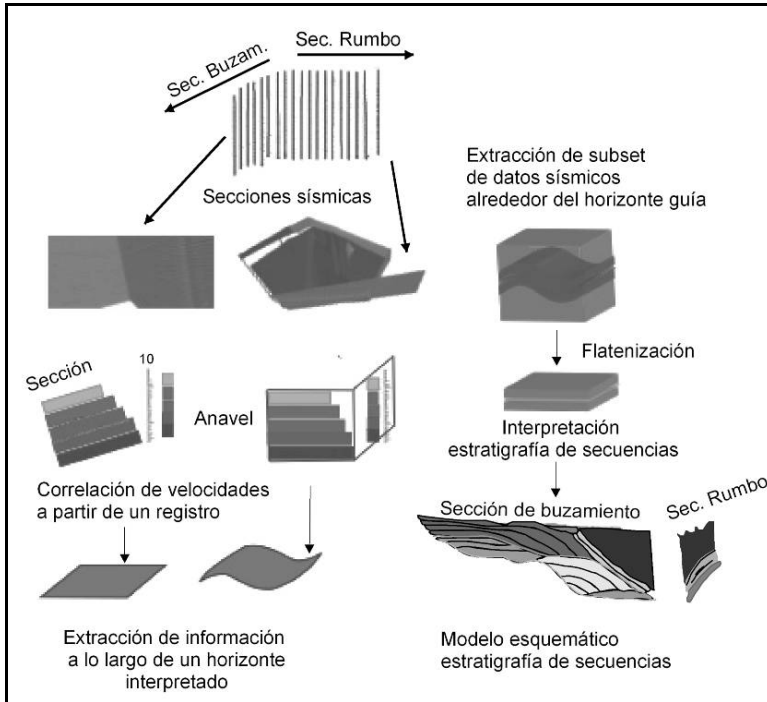 Sec. Buzam.
Sec. Rumbo
Secciones sísmicas
Extracción de subset
de datos sísmicos
alrededor del horizonte guía
Flatenización
Interpretación
estratigrafía de secuencias
Sección
10
Anavel
Correlación de velocidades
a partir de un registro
Extracción de información
a lo largo de un horizonte
interpretado
Sección de buzamiento
Sec. Rumbo
Modelo esquemático
estratigrafía de secuencias